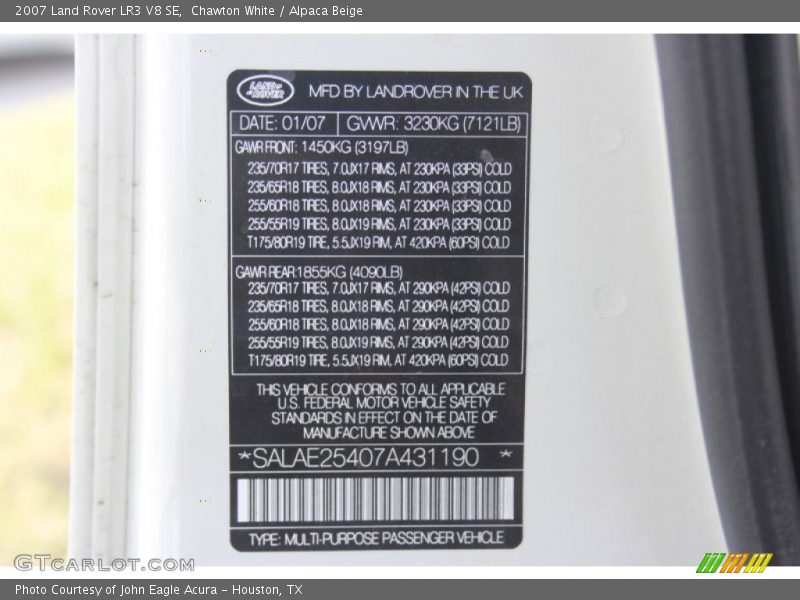 2007 Land Rover LR3 V8 SE,  Chawton White / Alpaca Beige
LAND ROVER
MFD BY LANDROVER IN THE UK
DATE: 01/07 GVWR: 3230KG (7121LB)
GAWR FRONT: 1450KG (3197LB)
235/70R17 TIRES, 7.0JX17 RIMS, AT 230KPA (33PSI) COLD
235/65R18 TIRES, 8.0JX18 RIMS, AT 230KPA (33PSI) COLD
255/60R18 TIRES, 8.0JX18 RIMS, AT 230KPA (33PSI) COLD
255/55R19 TIRES, 8.0JX19 RIMS, AT 230KPA (33PSI) COLD
T175/80R19 TIRE, 5.5JX19 RIM, AT 420KPA (60PSI) COLD
GAWR REAR:1855KG (4090LB)
235/70R17 TIRES, 7.0JX17 RIMS, AT 290KPA (42PSI) COLD
235/65R18 TIRES, 8.0JX18 RIMS, AT 290KPA (42PSI) COLD
255/60R18 TIRES, 8.0JX18 RIMS, AT 290KPA (42PSI) COLD
255/55R19 TIRES, 8.0JX19 RIMS, AT 290KPA (42PSI) COLD
T175/80R19 TIRE, 5.5JX19 RIM, AT 420KPA (60PSI) COLD
THIS VEHICLE CONFORMS TO ALL APPLICABLE
U.S. FEDERAL MOTOR VEHICLE SAFETY
STANDARDS IN EFFECT ON THE DATE OF
MANUFACTURE SHOWN ABOVE
*SALAE25407A431190 *
TYPE: MULTI-PURPOSE PASSENGER VEHICLE
GTcarlot.com
Photo Courtesy of John Eagle Acura - Houston, TX